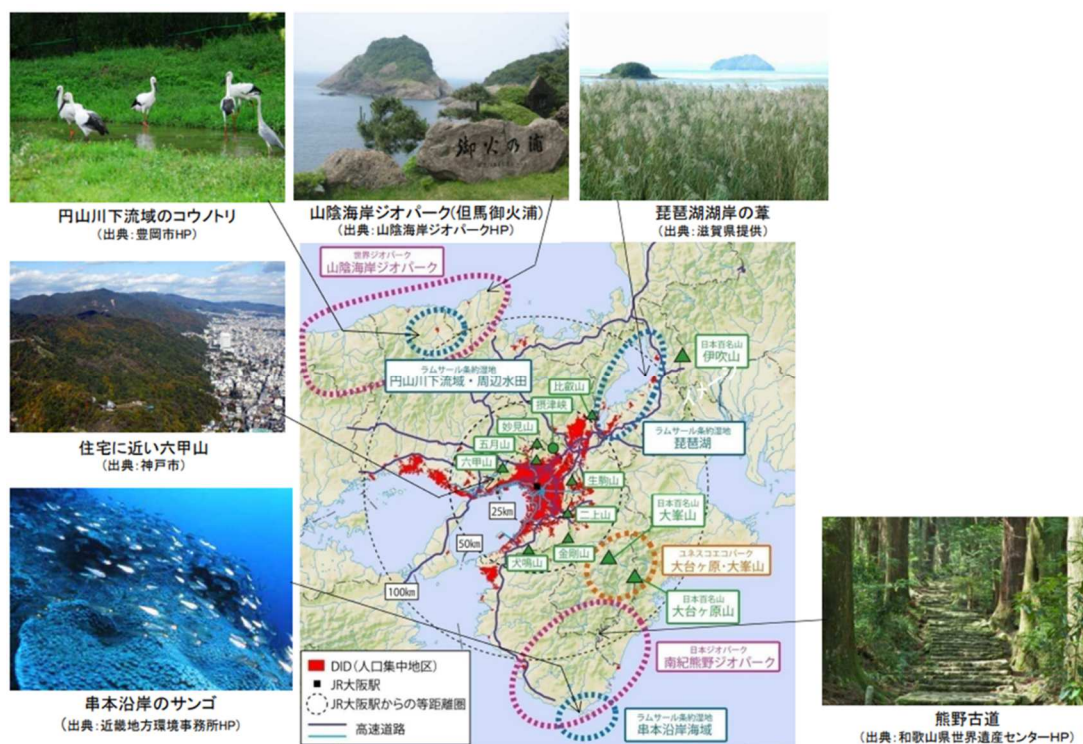 御火の浦
円山川下流域のコウノトリ
（出典：豊岡市HP）
山陰海岸ジオパーク（但馬御火浦）
（出典：山陰海岸ジオパークHP）
琵琶湖湖岸の葦
（出典：滋賀県提供）
住宅に近い六甲山
（出典：神戸市）
串本沿岸のサンゴ
（出典：近畿地方環境事務所HP）
世界ジオパーク
山陰海岸ジオパーク
ラムサール条約湿地
円山川下流域・周辺水田
日本百名山
伊吹山
比叡山
摂津峡
妙見山
五月山
六甲山
ラムサール条約湿地
琵琶湖
生駒山
25km
二上山
日本百名山
大峯山
50km
金剛山
犬鳴山
ユネスコエコパーク
大台ヶ原・大峯山
100km
日本百名山
大台ヶ原山
日本ジオパーク
南紀熊野ジオパーク
ラムサール条約湿地
串本沿岸海域
DID（人口集中地区）
JR大阪駅
JR大阪駅からの等距離圏
高速道路
熊野古道
（出典：和歌山県世界遺産センターHP）